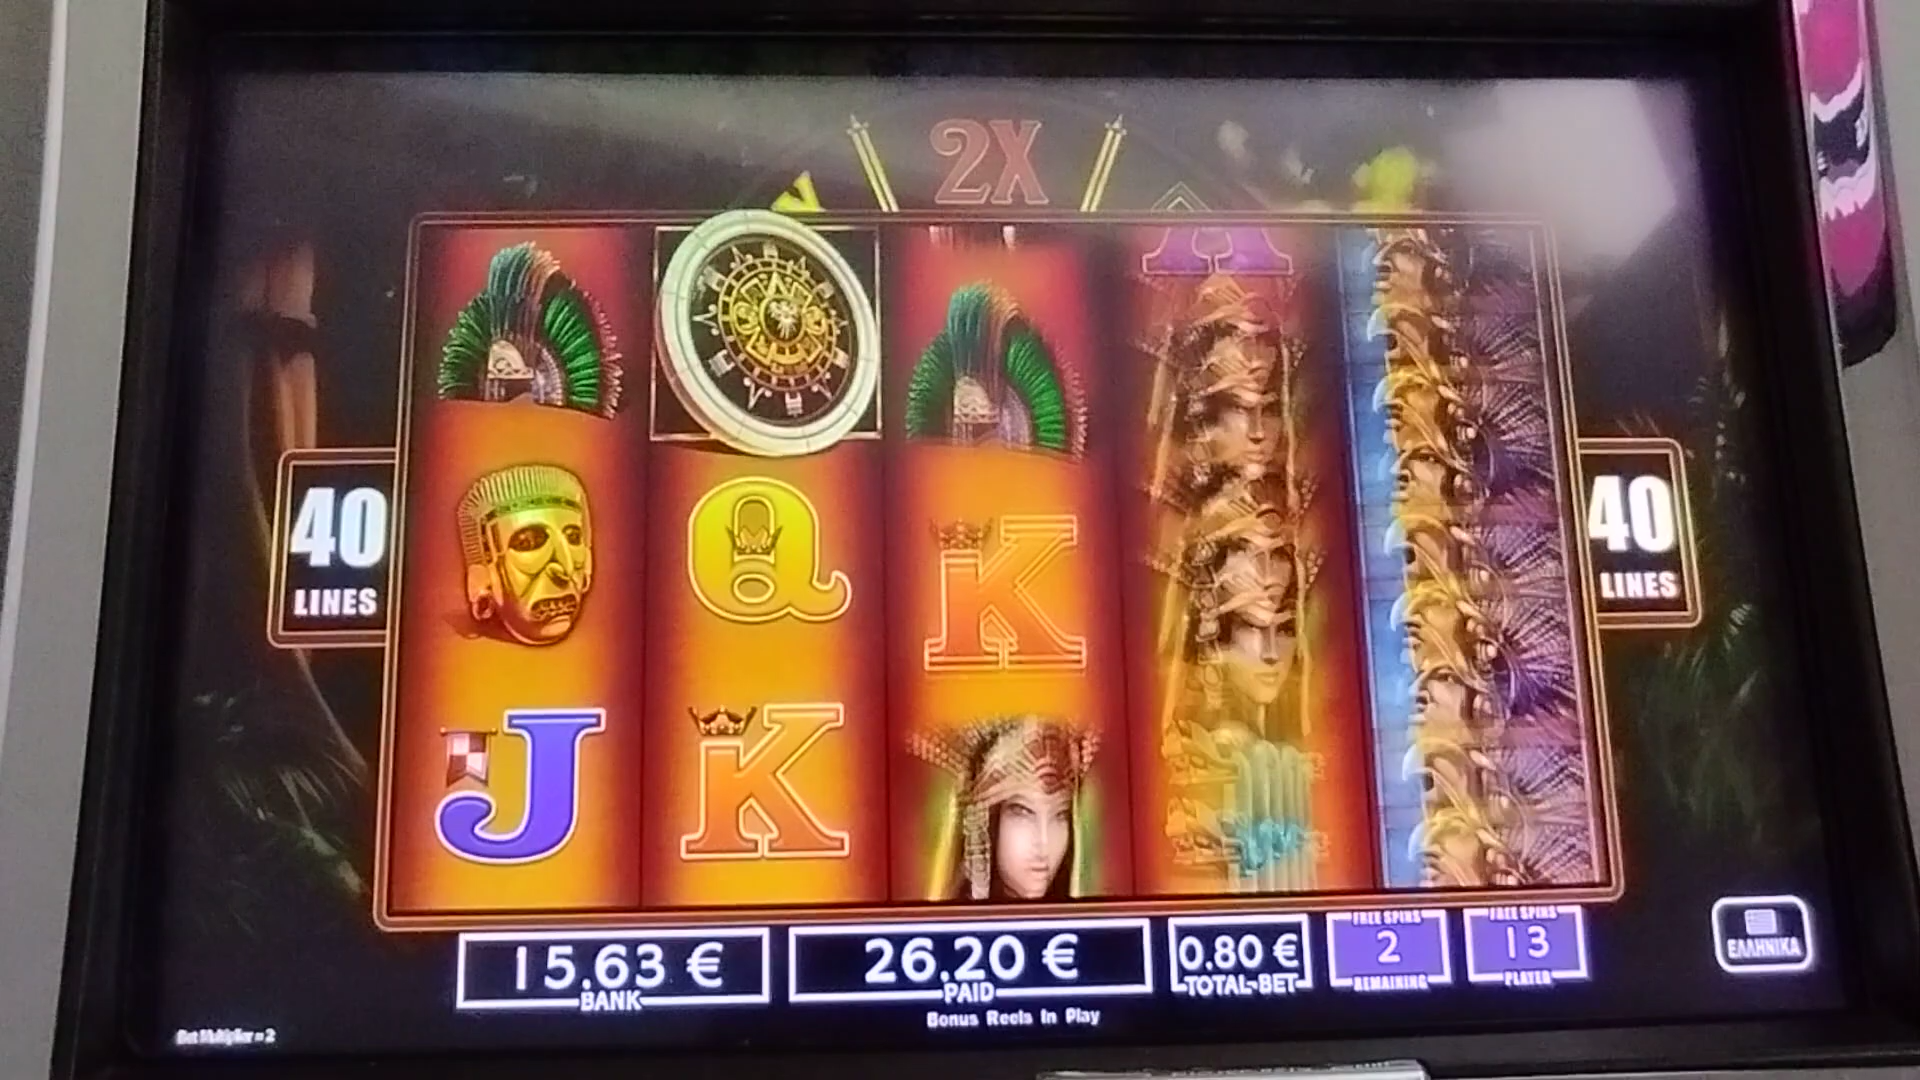 2X
A
Q
K
K
J
40
LINES
40
LINES
15.63 €
BANK
26.20 €
PAID
0.80 €
TOTAL-BET
FREE SPINS
2
REMAINING
FREE SPINS
13
PLAYED
ΕΛΛΗΝΙΚΑ
Bonus Reels In Play
Bet Multiplier = 2